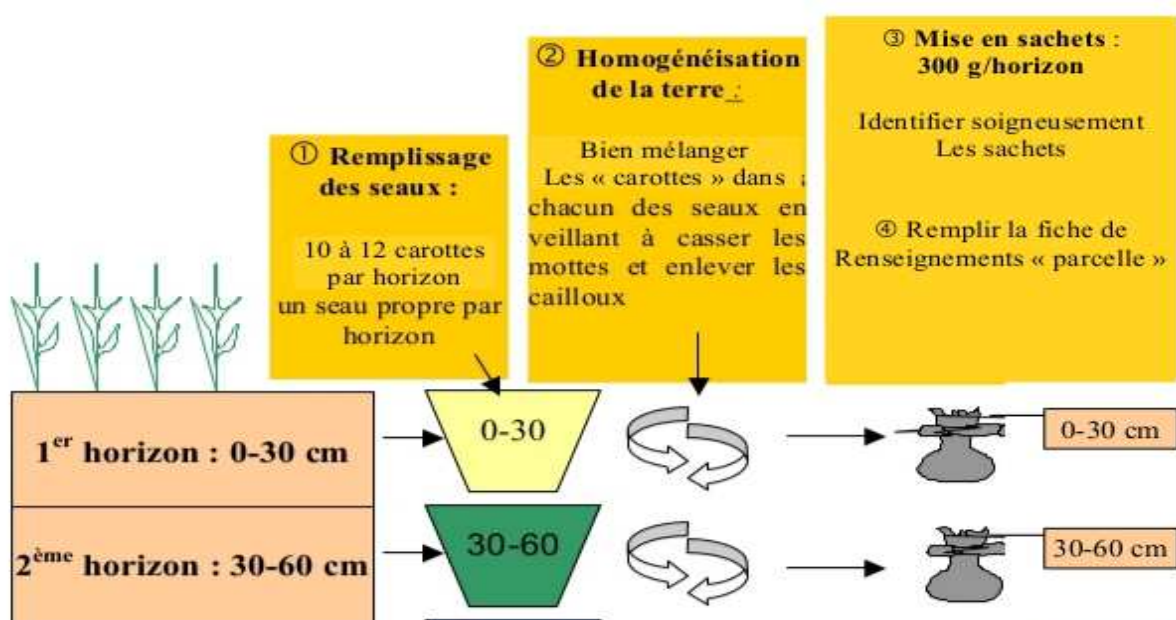 ① Remplissage
des seaux :
10 à 12 carottes
par horizon
un seau propre par
horizon
② Homogénéisation
de la terre :
Bien mélanger
Les « carottes » dans
chacun des seaux en
veillant à casser les
mottes et enlever les
cailloux
③ Mise en sachets :
300 g/horizon
Identifier soigneusement
Les sachets
④ Remplir la fiche de
Renseignements « parcelle »
1er horizon : 0-30 cm
0-30
0-30 cm
2ème horizon : 30-60 cm
30-60
30-60 cm